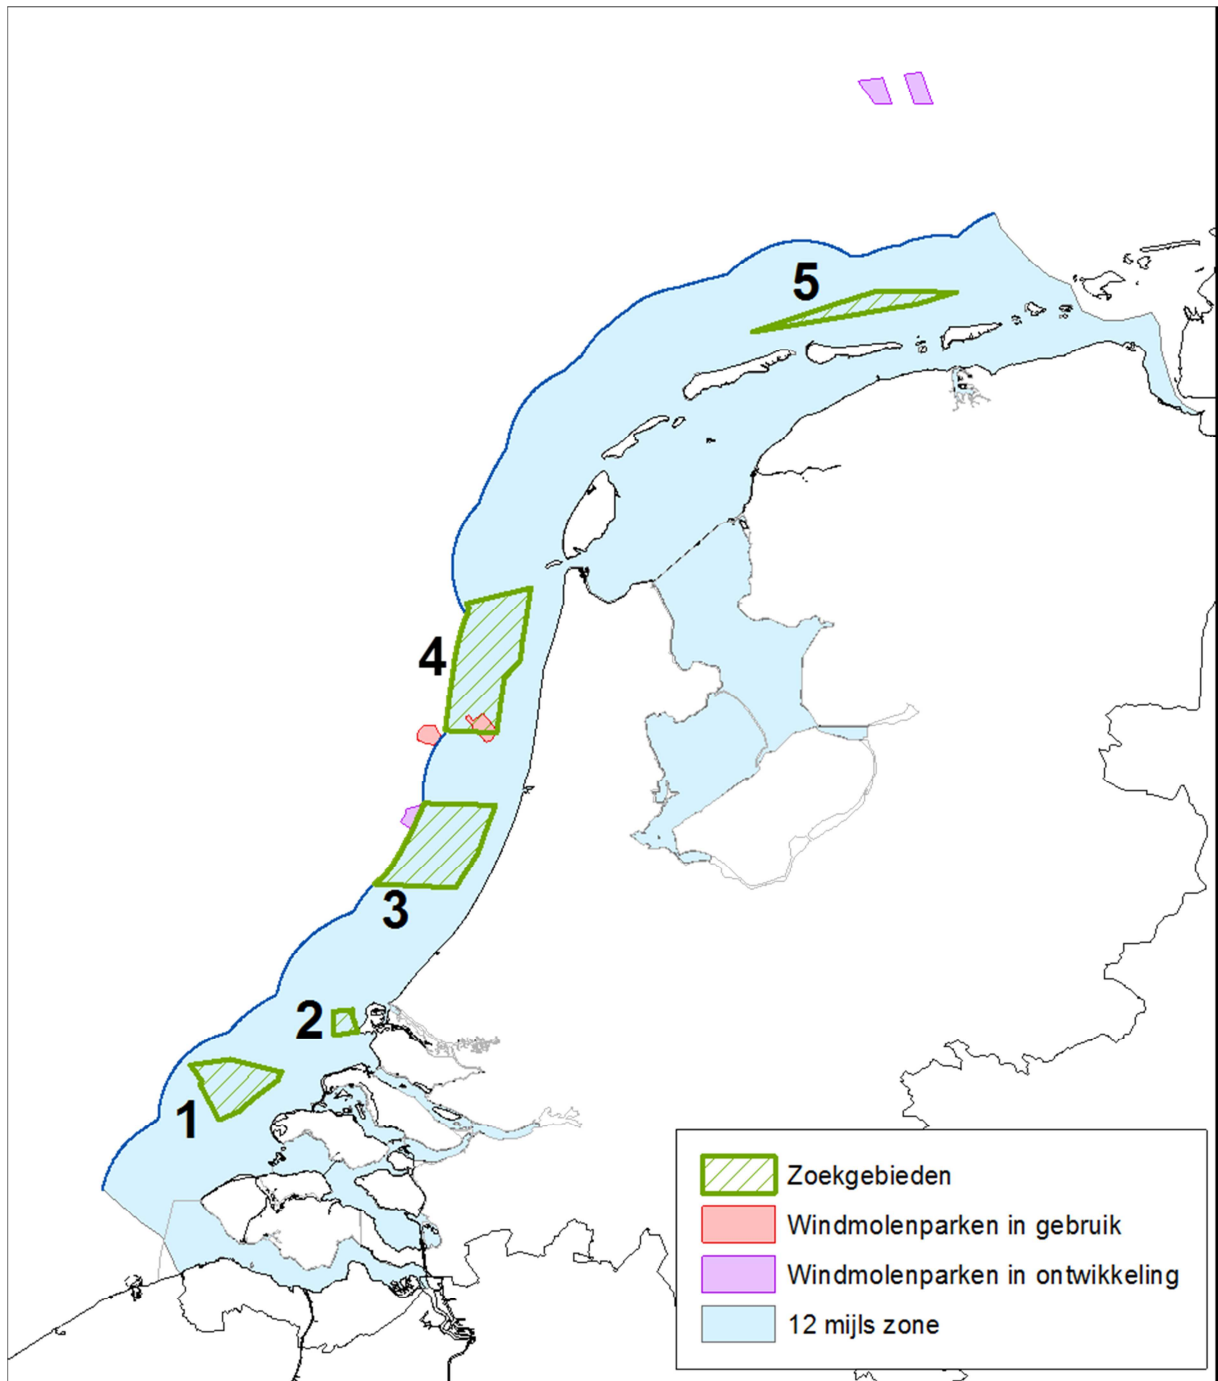 5
4
3
2
1
Zoekgebieden
Windmolenparken in gebruik
Windmolenparken in ontwikkeling
12 mijls zone